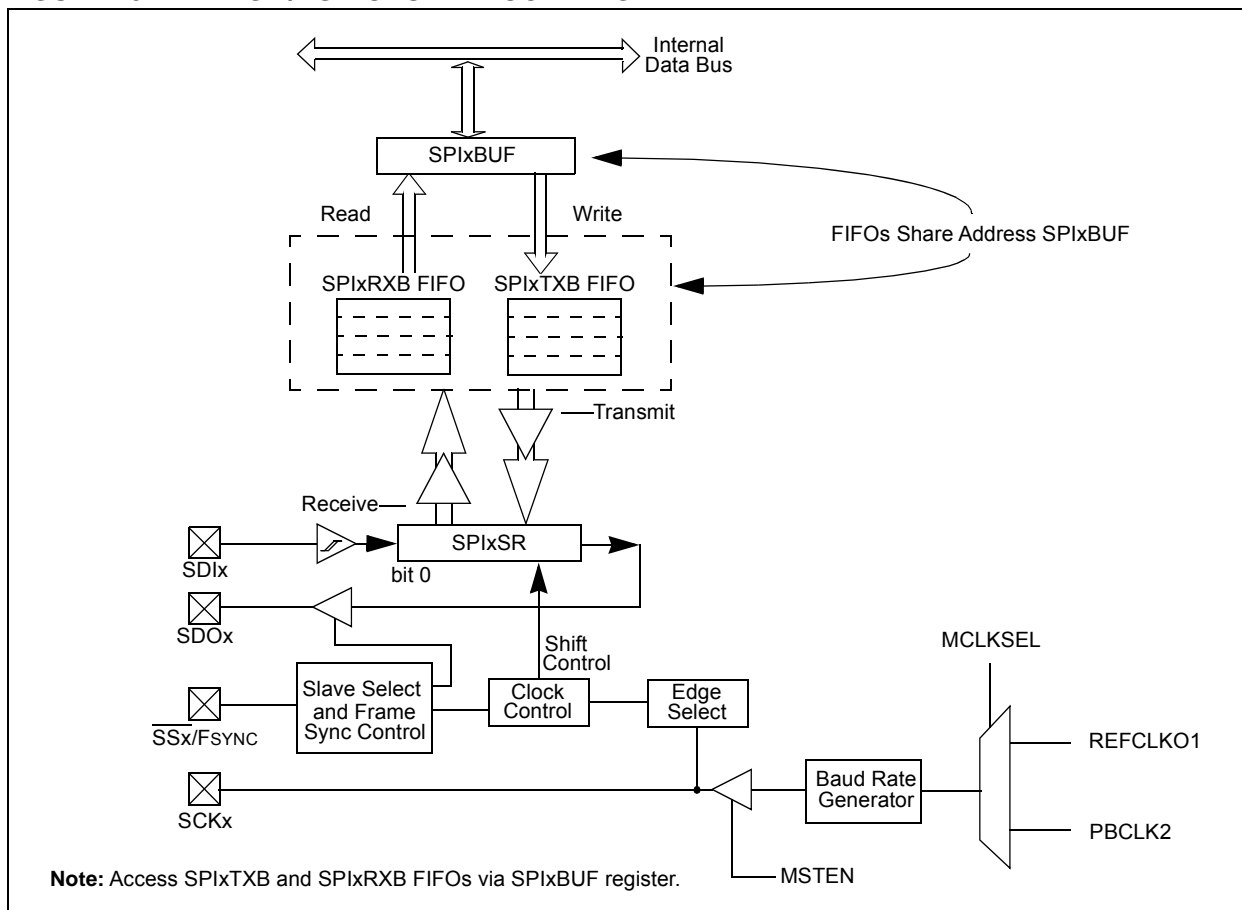 Internal
Data Bus
SPIxBUF
Read
Write
FIFOs Share Address SPIxBUF
SPIxRXB FIFO
SPIxTXB FIFO
Transmit
Receive
SDIx
SPIxSR
bit 0
SDOx
Shift
Control
MCLKSEL
Slave Select
and Frame
Sync Control
Clock
Control
Edge
Select
SSx/FSYNC
REFCLKO1
Baud Rate
Generator
SCKx
PBCLK2
MSTEN
Note: Access SPIxTXB and SPIxRXB FIFOs via SPIxBUF register.